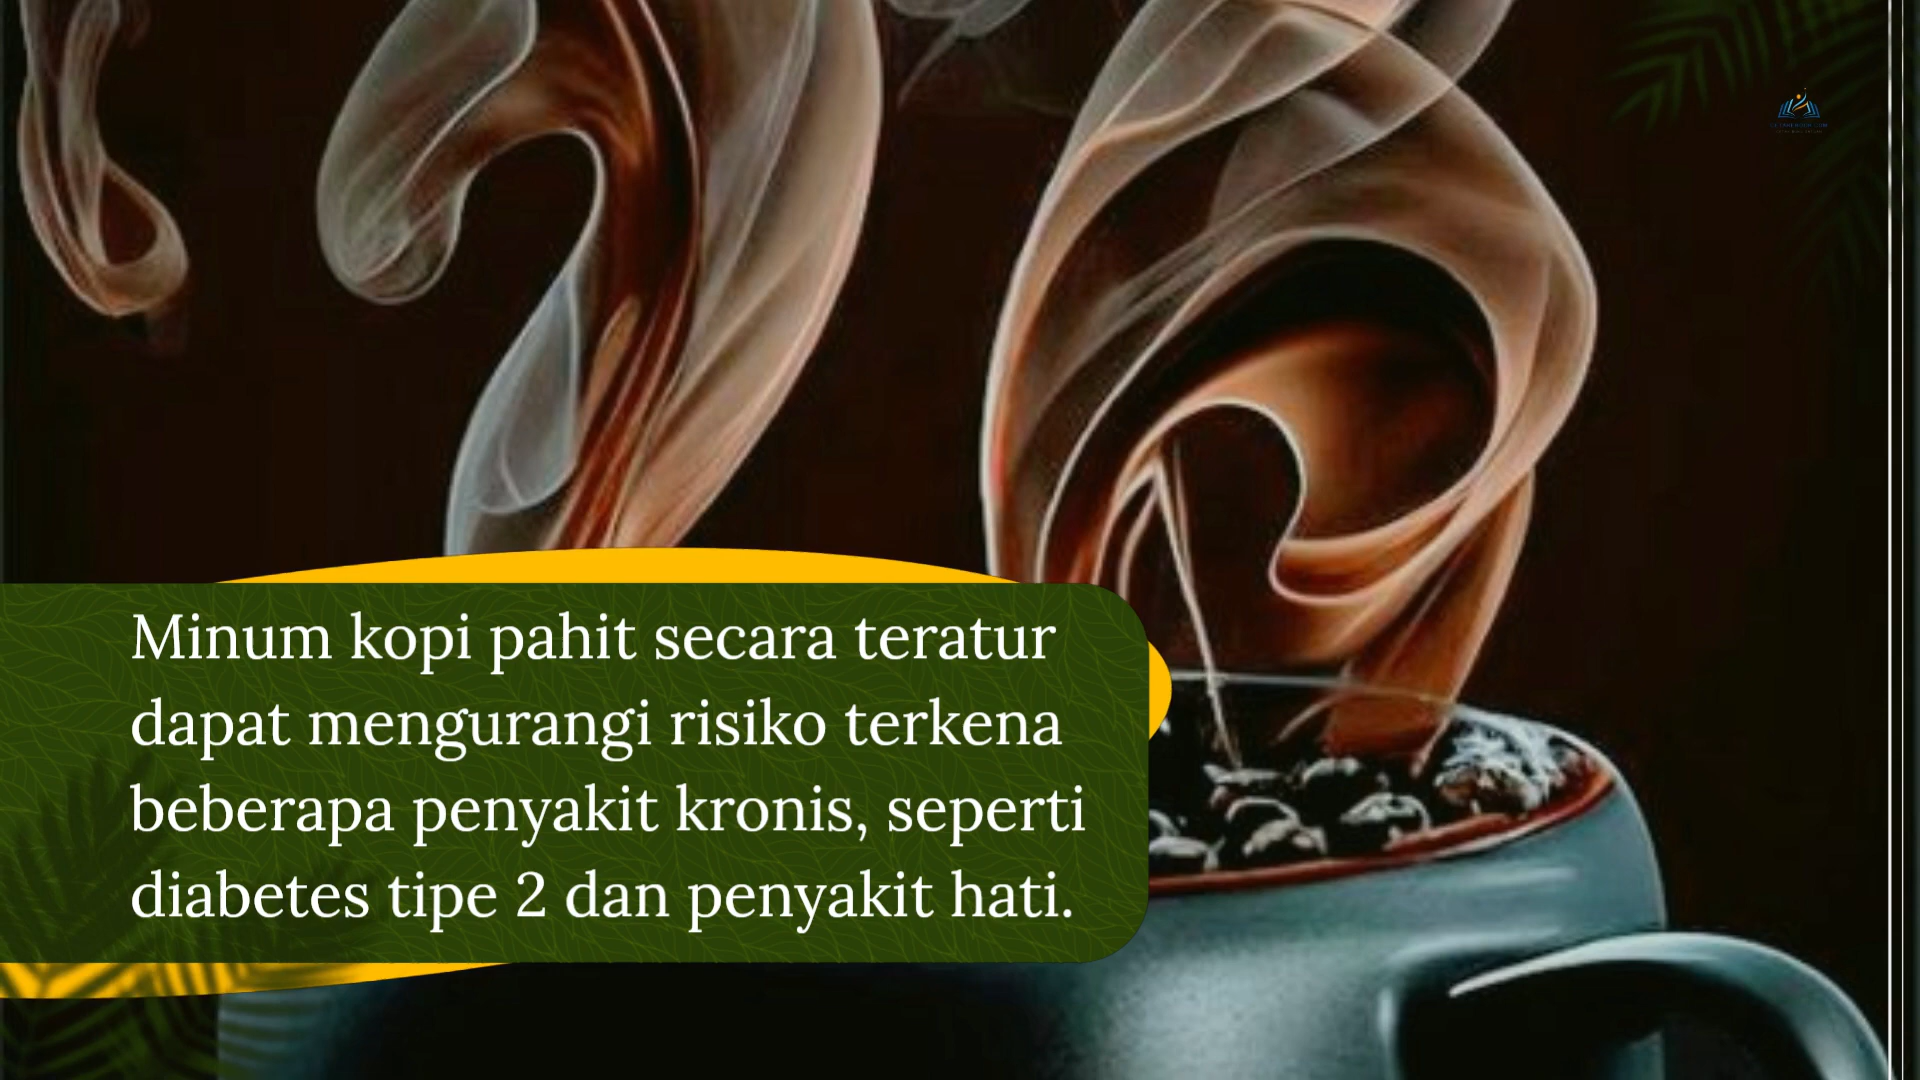 Minum kopi pahit secara teratur
dapat mengurangi risiko terkena
beberapa penyakit kronis, seperti
diabetes tipe 2 dan penyakit hati.